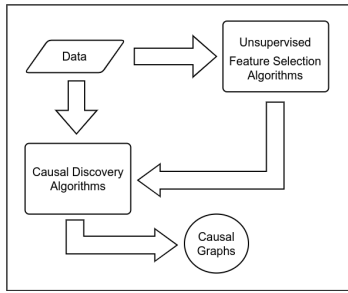 Data
Unsupervised
Feature Selection
Algorithms
Causal Discovery
Algorithms
Causal
Graphs